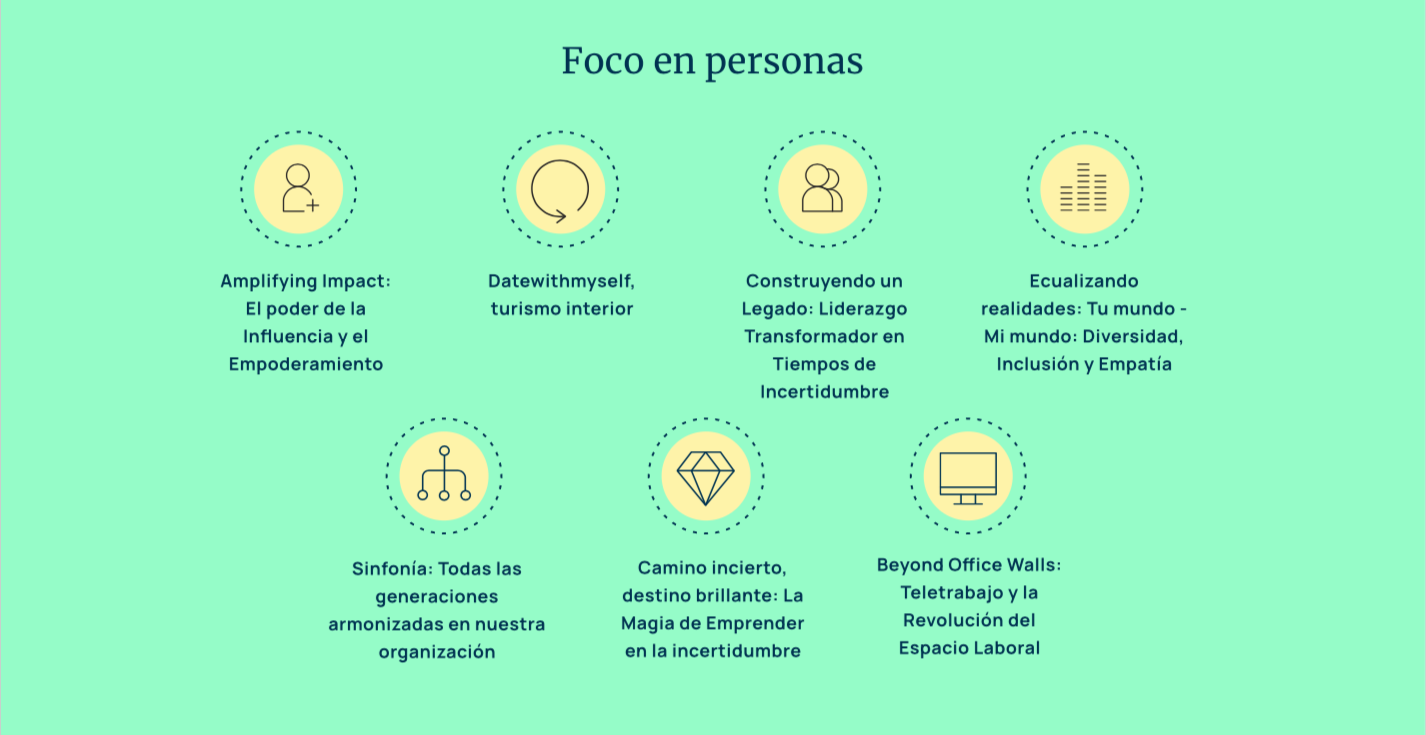 Foco en personas
Amplifying Impact:
El poder de la
Influencia y el
Empoderamiento
Datewithmyself,
turismo interior
Construyendo un
Legado: Liderazgo
Transformador en
Tiempos de
Incertidumbre
Ecualizando
realidades: Tu mundo -
Mi mundo: Diversidad,
Inclusión y Empatía
Sinfonía: Todas las
generaciones
armonizadas en nuestra
organización
Camino incierto,
destino brillante: La
Magia de Emprender
en la incertidumbre
Beyond Office Walls:
Teletrabajo y la
Revolución del
Espacio Laboral